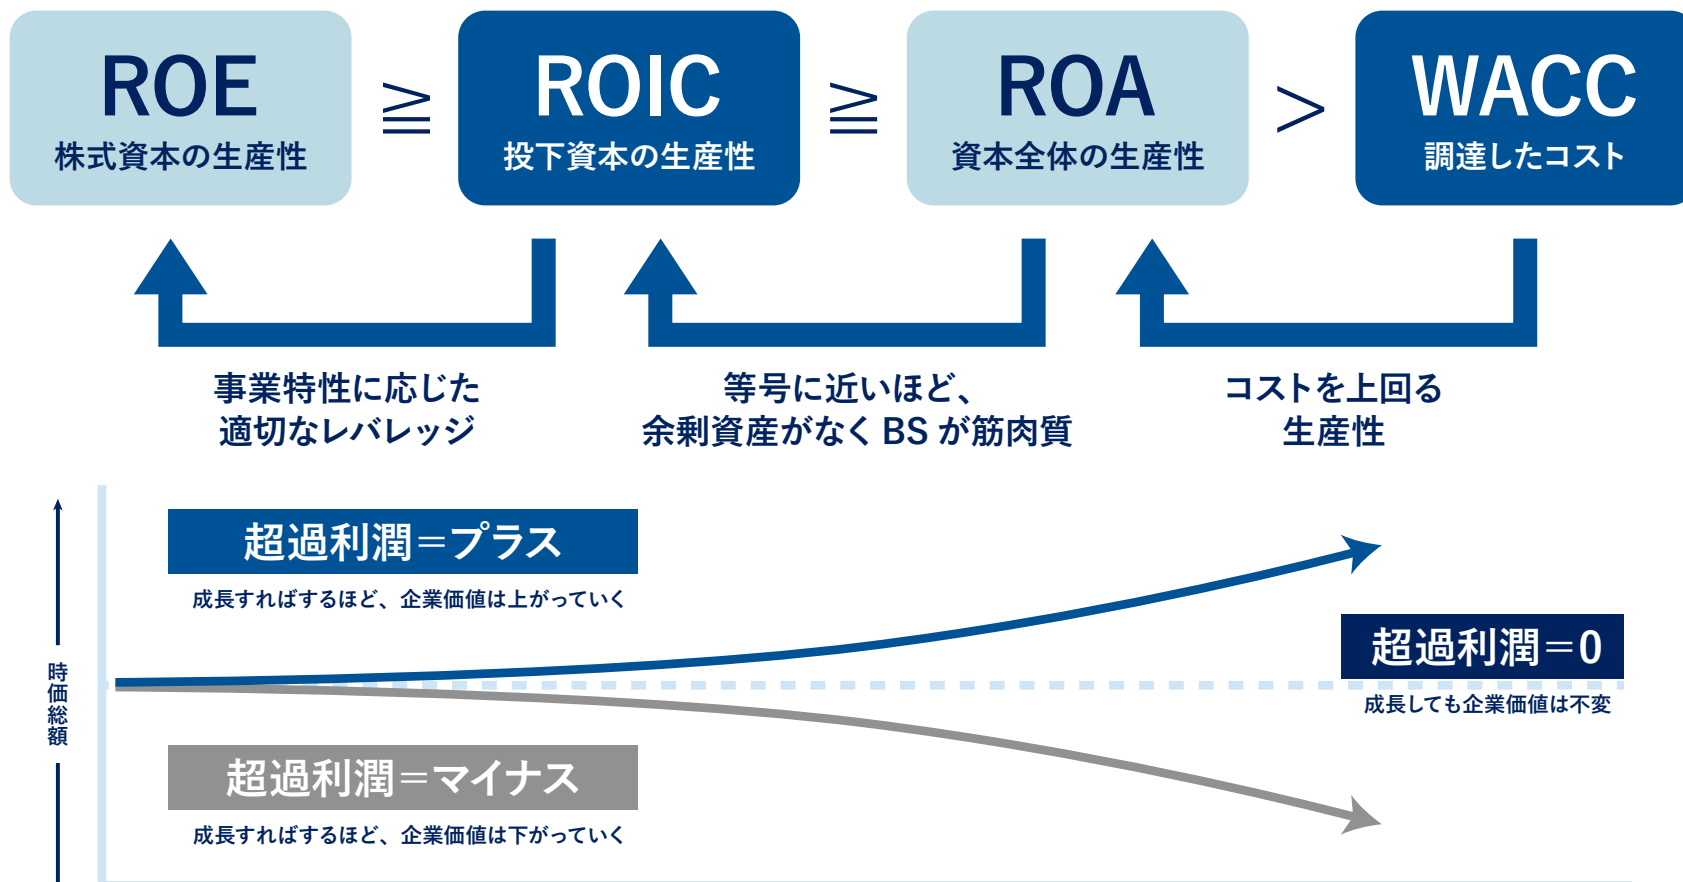 ROE
株式資本の生産性
≧
ROIC
投下資本の生産性
≧
ROA
資本全体の生産性
>
WACC
調達したコスト
事業特性に応じた
適切なレバレッジ
等号に近いほど、
余剰資産がなく BS が筋肉質
コストを上回る
生産性
時価総額
超過利潤＝プラス
成長すればするほど、企業価値は上がっていく
超過利潤＝0
成長しても企業価値は不変
超過利潤＝マイナス
成長すればするほど、企業価値は下がっていく